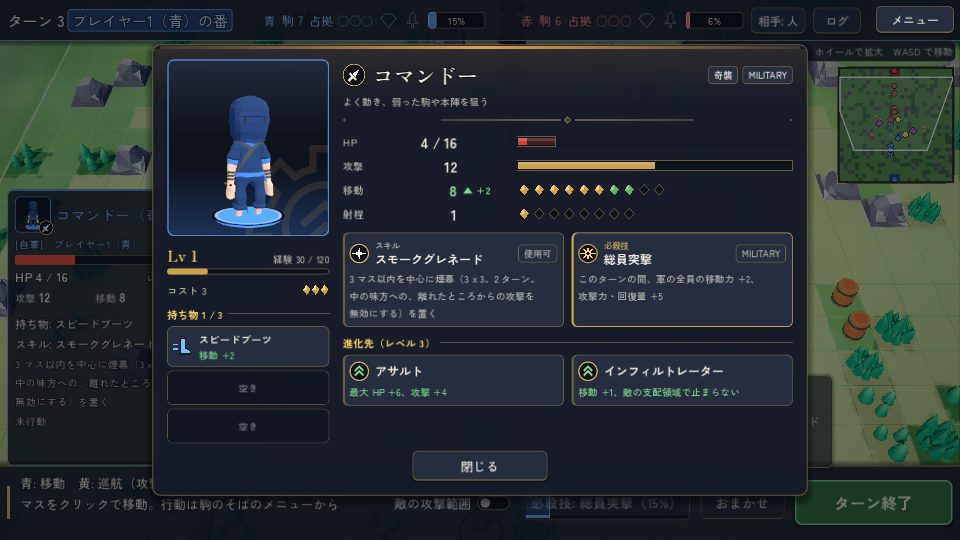 ターン 3 プレイヤー1（青）の番 青 駒 7 占拠 15% 赤 駒 6 占拠 6% 相手: 人 ログ メニュー
ホイールで拡大 WASD で移動
コマンドー 奇襲 MILITARY
よく動き、弱った駒や本陣を狙う
HP 4 / 16
攻撃 12
移動 8 ▲ +2
射程 1
Lv 1 経験 30 / 120
コスト 3
持ち物 1 / 3
スピードブーツ
移動 +2
空き
空き
スキル
スモークグレネード 使用可
3 マス以内を中心に煙幕（3 x 3。2 ターン。
中の味方への、離れたところからの攻撃を
無効にする）を置く
必殺技
総員突撃 MILITARY
このターンの間、軍の全員の移動力 +2、
攻撃力・回復量 +5
進化先（レベル 3）
アサルト
最大 HP +6、攻撃 +4
インフィルトレーター
移動 +1、敵の支配領域で止まらない
閉じる
コマンドー
[自軍] プレイヤー1（青）
HP 4 / 16
攻撃 12 移動 8
持ち物: スピードブーツ
スキル: スモークグレネード
3 マス以内を中心に煙幕（3 x
中の味方への、離れたところ
無効にする）を置く
未行動
青: 移動 黄: 巡航
マスをクリックで移動。行動は駒のそばのメニューから
敵の攻撃範囲 必殺技: 総員突撃（15%） おまかせ ターン終了